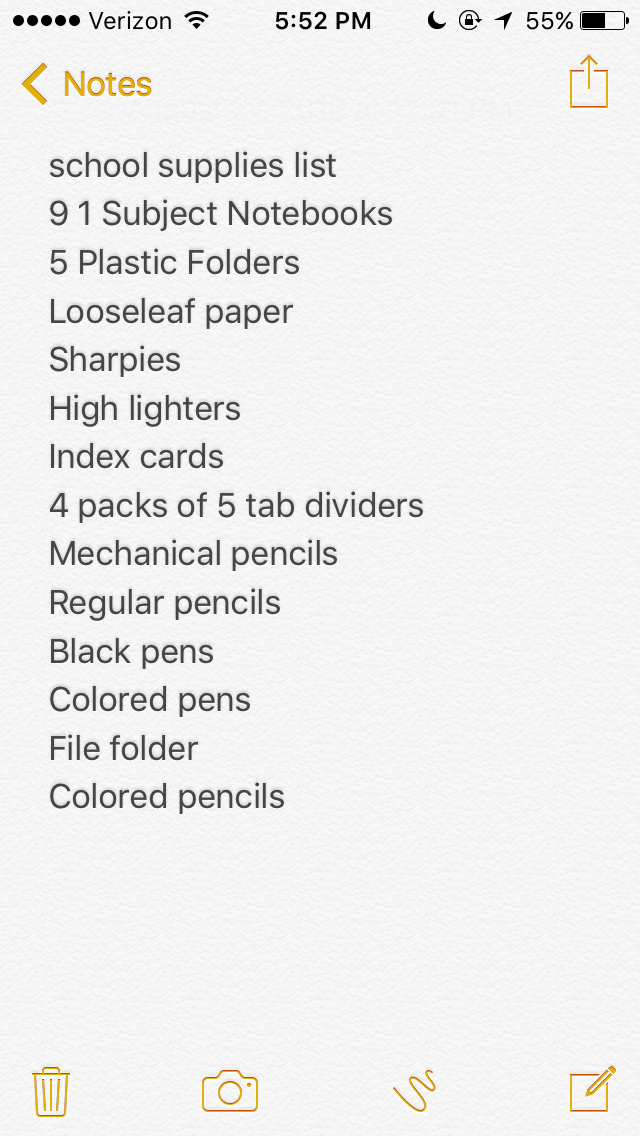 Verizon 5:52 PM 55%
Notes
school supplies list
9 1 Subject Notebooks
5 Plastic Folders
Looseleaf paper
Sharpies
High lighters
Index cards
4 packs of 5 tab dividers
Mechanical pencils
Regular pencils
Black pens
Colored pens
File folder
Colored pencils